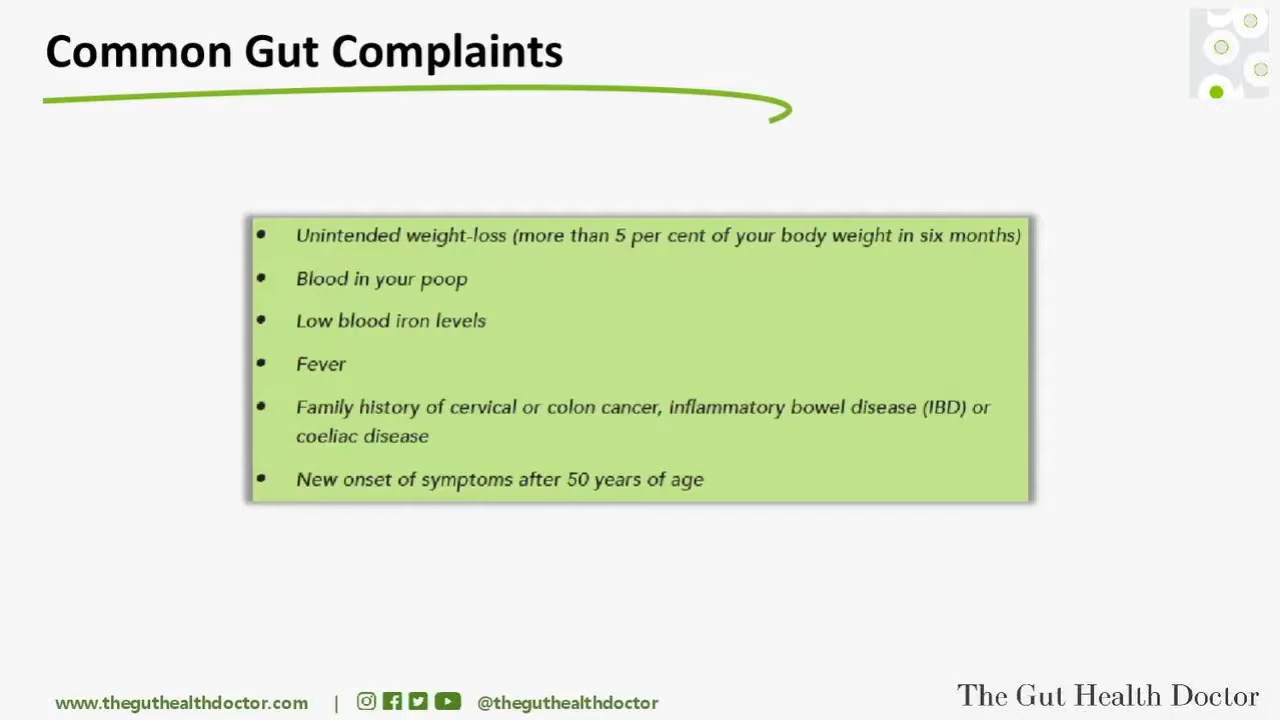 Common Gut Complaints
• Unintended weight-loss (more than 5 per cent of your body weight in six months)
• Blood in your poop
• Low blood iron levels
• Fever
• Family history of cervical or colon cancer, inflammatory bowel disease (IBD) or
coeliac disease
• New onset of symptoms after 50 years of age
www.theguthealthdoctor.com | @theguthealthdoctor
The Gut Health Doctor